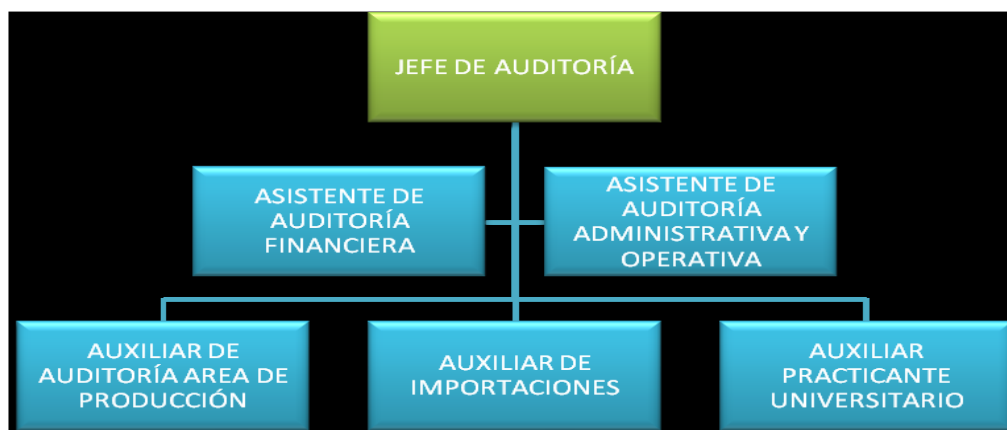 JEFE DE AUDITORÍA
ASISTENTE DE
AUDITORÍA
FINANCIERA
ASISTENTE DE
AUDITORÍA
ADMINISTRATIVA Y
OPERATIVA
AUXILIAR DE
AUDITORÍA AREA DE
PRODUCCIÓN
AUXILIAR DE
IMPORTACIONES
AUXILIAR
PRACTICANTE
UNIVERSITARIO